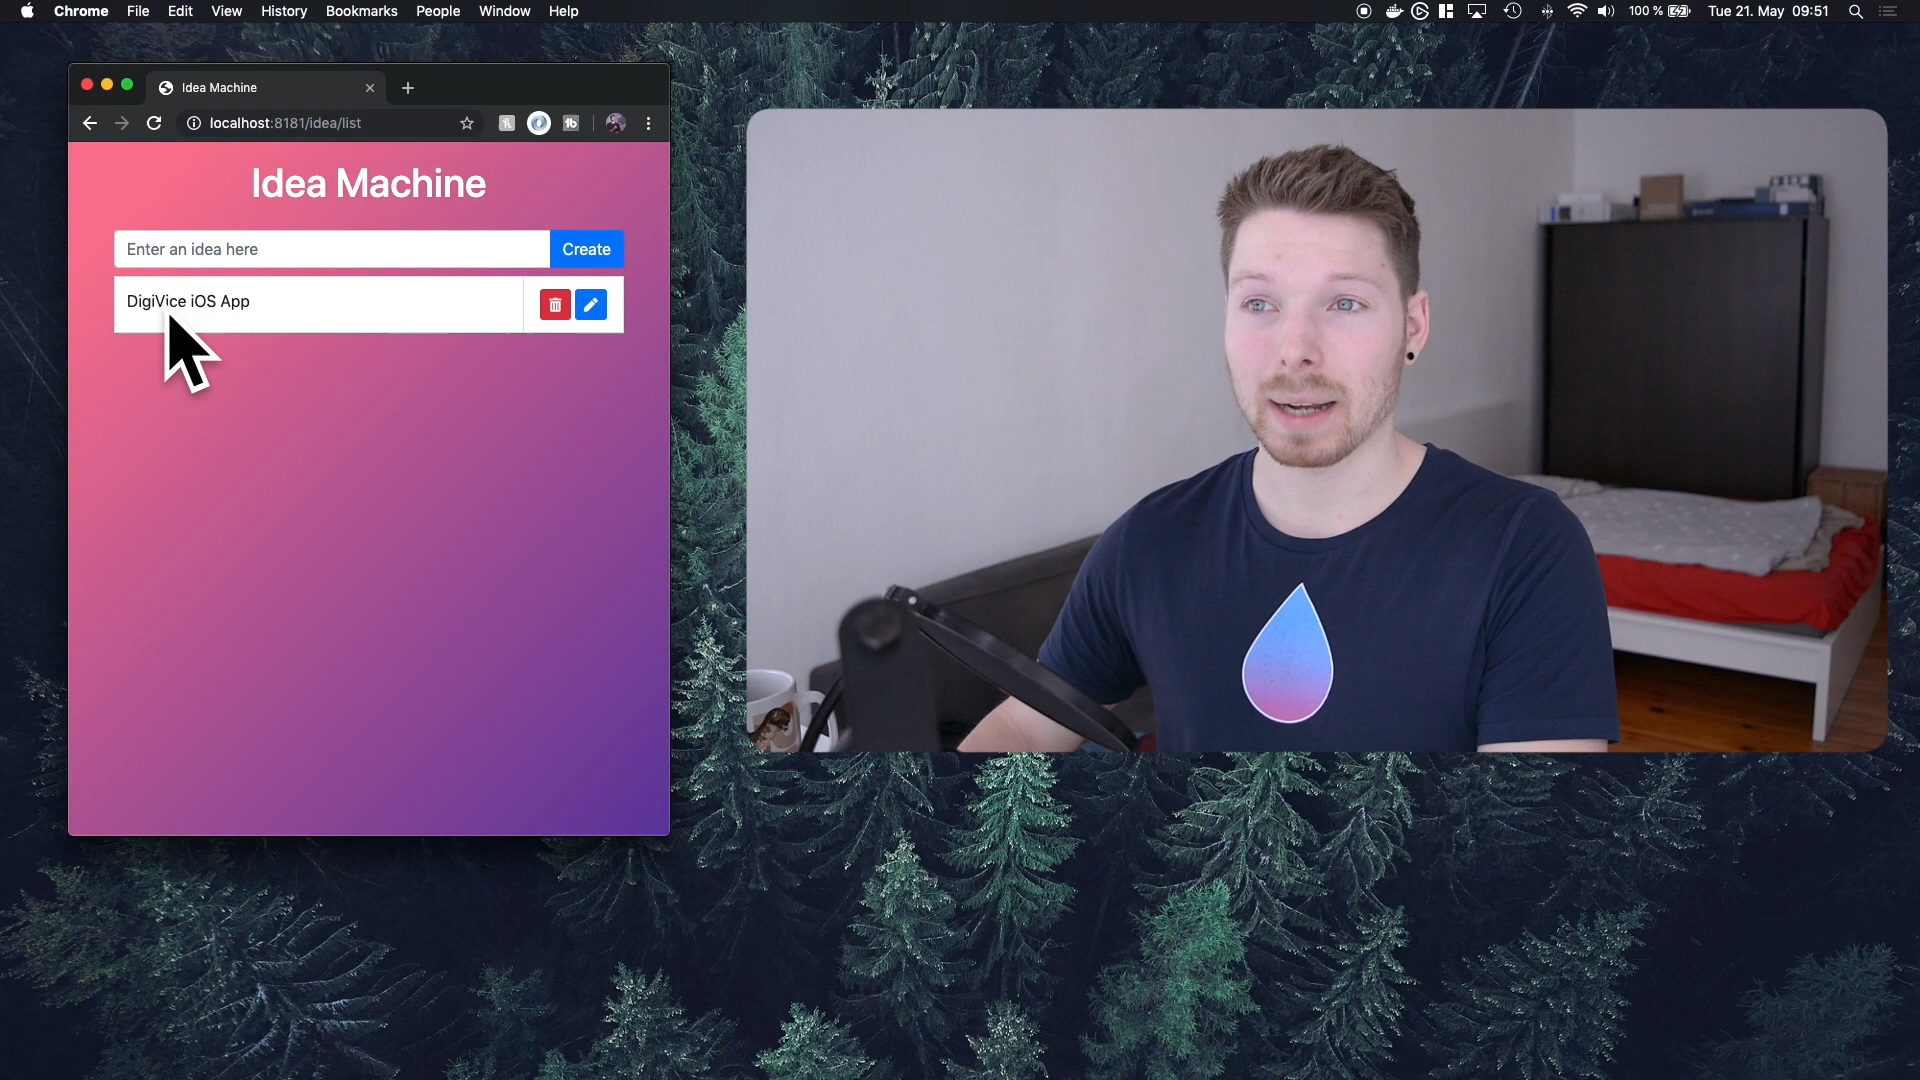 Chrome File Edit View History Bookmarks People Window Help
100 % Tue 21. May 09:51
Idea Machine
localhost:8181/idea/list
Idea Machine
Enter an idea here Create
DigiVice iOS App